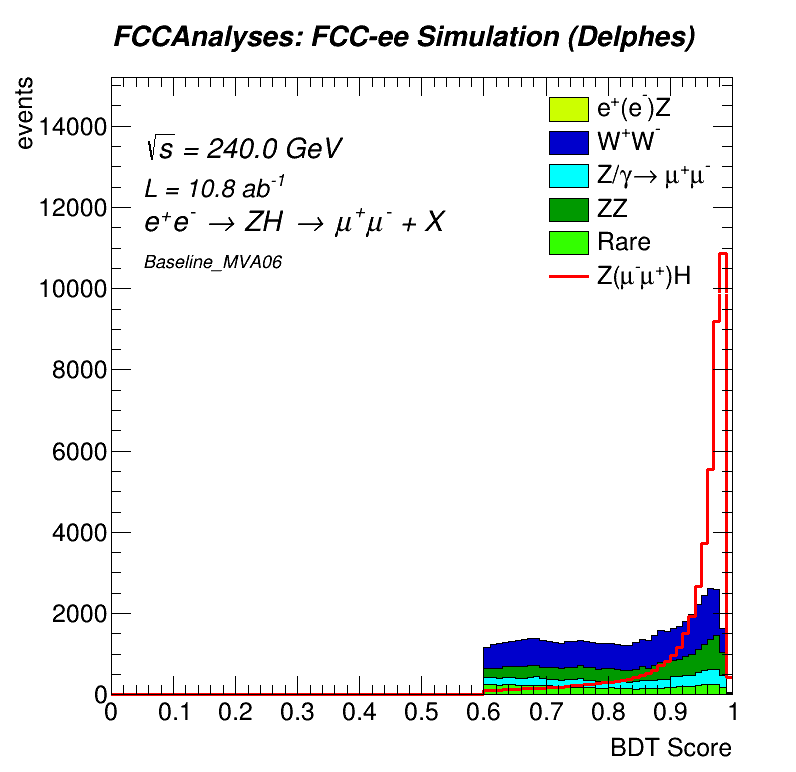 FCCAnalyses: FCC-ee Simulation (Delphes)
events
14000
12000
10000
8000
6000
4000
2000
0
√s = 240.0 GeV
L = 10.8 ab⁻¹
e⁺e⁻ → ZH → μ⁺μ⁻ + X
Baseline_MVA06
e⁺(e⁻)Z
W⁺W⁻
Z/γ→ μ⁺μ⁻
ZZ
Rare
Z(μ⁻μ⁺)H
0 0.1 0.2 0.3 0.4 0.5 0.6 0.7 0.8 0.9 1
BDT Score